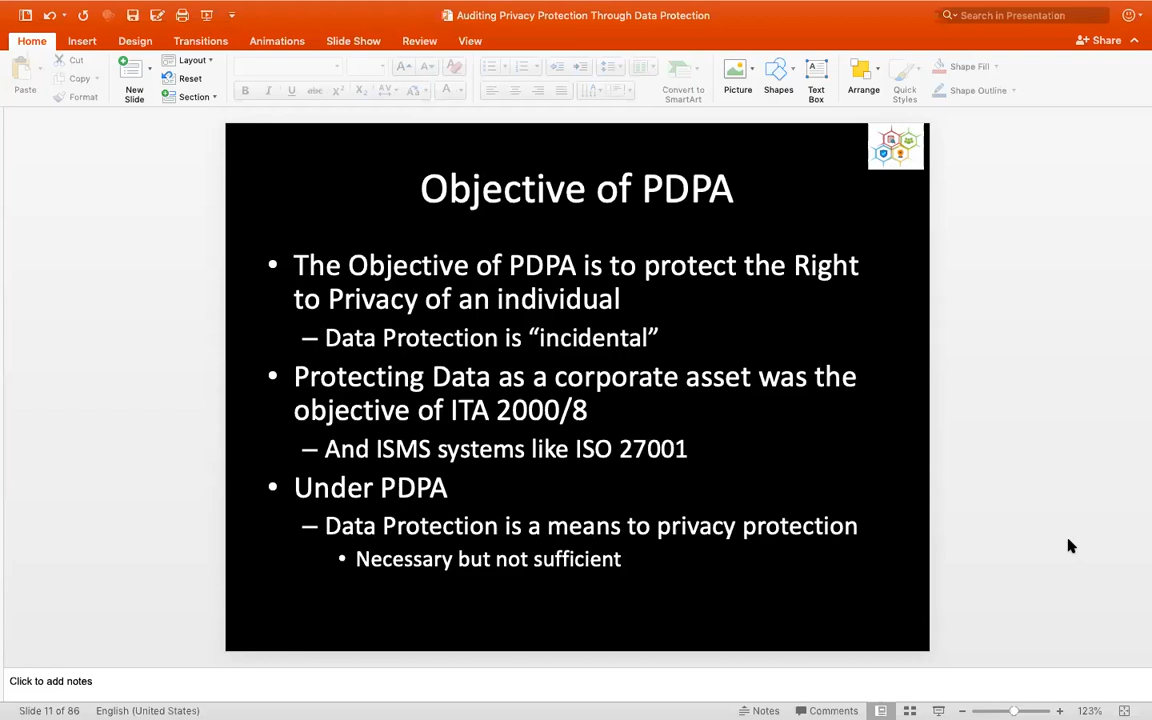 Auditing Privacy Protection Through Data Protection
Search in Presentation
Home Insert Design Transitions Animations Slide Show Review View
Share
Paste
Cut
Copy
Format
New Slide
Layout
Reset
Section
B I U abc X² X₂ AV Aa A
Convert to SmartArt
Picture
Shapes
Text Box
Arrange
Quick Styles
Shape Fill
Shape Outline
Objective of PDPA
• The Objective of PDPA is to protect the Right
to Privacy of an individual
– Data Protection is “incidental”
• Protecting Data as a corporate asset was the
objective of ITA 2000/8
– And ISMS systems like ISO 27001
• Under PDPA
– Data Protection is a means to privacy protection
• Necessary but not sufficient
Click to add notes
Slide 11 of 86 English (United States) Notes Comments 123%